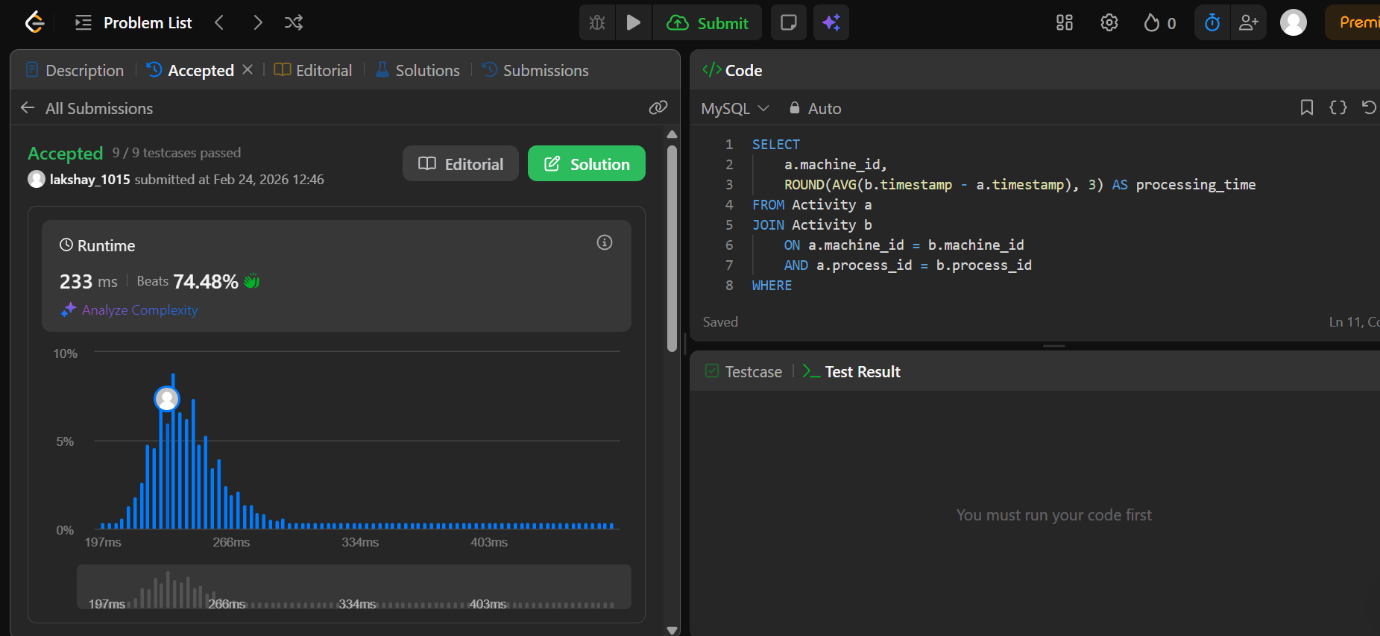 Problem List
Submit
0
Premi
Description
Accepted
Editorial
Solutions
Submissions
All Submissions
Accepted 9 / 9 testcases passed
lakshay_1015 submitted at Feb 24, 2026 12:46
Editorial
Solution
Runtime
233 ms Beats 74.48%
Analyze Complexity
10%
5%
0%
197ms 266ms 334ms 403ms
197ms 266ms 334ms 403ms
</> Code
MySQL Auto
1 SELECT
2 a.machine_id,
3 ROUND(AVG(b.timestamp - a.timestamp), 3) AS processing_time
4 FROM Activity a
5 JOIN Activity b
6 ON a.machine_id = b.machine_id
7 AND a.process_id = b.process_id
8 WHERE
Saved Ln 11, Co
Testcase
Test Result
You must run your code first